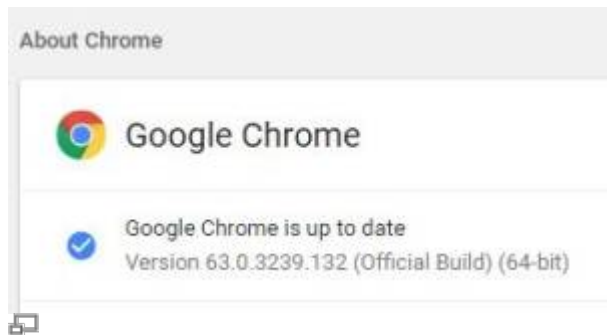 About Chrome
Google Chrome
Google Chrome is up to date
Version 63.0.3239.132 (Official Build) (64-bit)